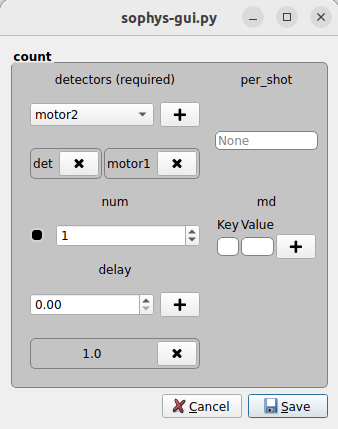 sophys-gui.py
count
detectors (required)
per_shot
motor2
None
det
motor1
num
md
1
Key Value
delay
0.00
1.0
Cancel
Save